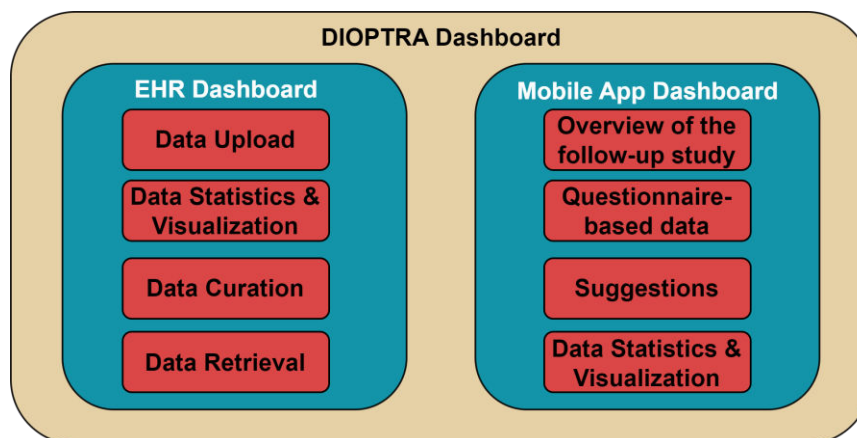 DIOPTRA Dashboard
EHR Dashboard
Data Upload
Data Statistics &
Visualization
Data Curation
Data Retrieval
Mobile App Dashboard
Overview of the
follow-up study
Questionnaire-
based data
Suggestions
Data Statistics &
Visualization